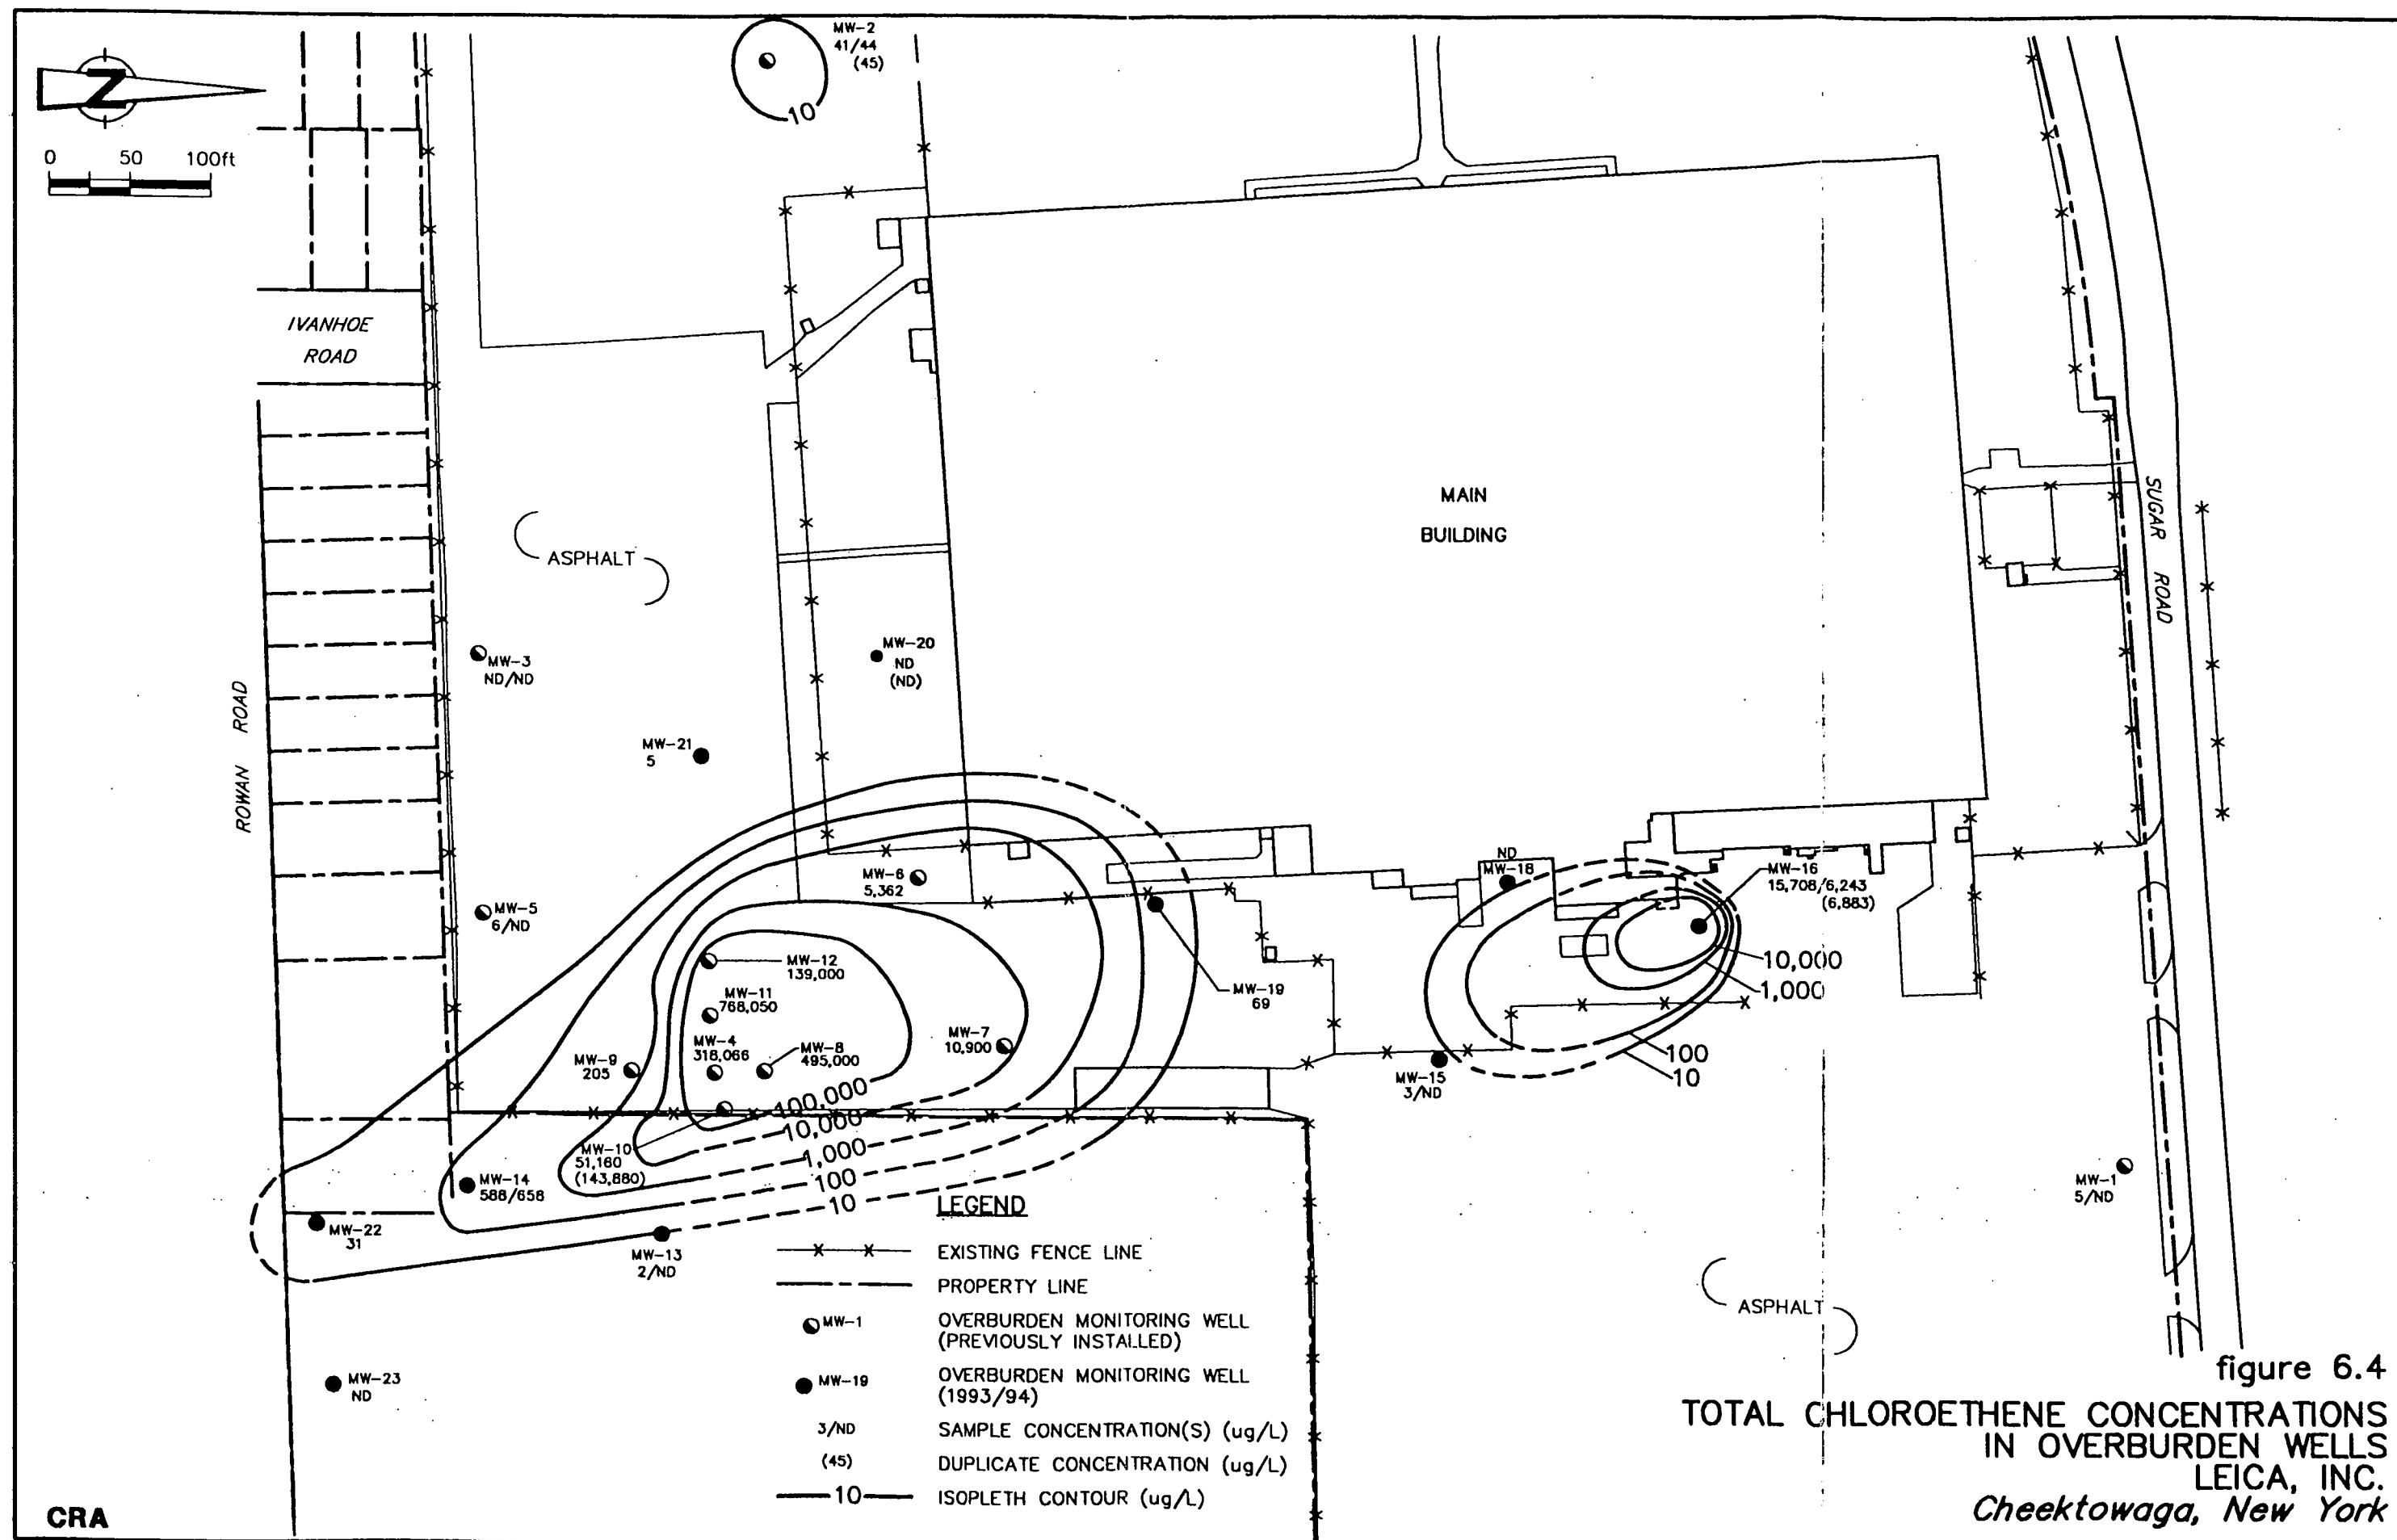 MW-2
41/44
(45)
10
N
0 50 100ft
IVANHOE
ROAD
MAIN
BUILDING
SUGAR ROAD
ASPHALT
MW-3
ND/ND
MW-20
ND
(ND)
ROWAN ROAD
MW-21
5
MW-6
5,362
ND
MW-18
MW-16
15,708/6,243
(6,883)
MW-5
6/ND
MW-12
139,000
MW-11
768,050
MW-19
69
10,000
1,000
100
10
MW-9
205
MW-4
318,066
MW-8
495,000
MW-7
10,900
MW-15
3/ND
100,000
10,000
1,000
100
10
MW-10
51,160
(143,880)
MW-14
588/658
MW-1
5/ND
MW-22
31
MW-13
2/ND
MW-23
ND
ASPHALT
LEGEND
EXISTING FENCE LINE
PROPERTY LINE
MW-1 OVERBURDEN MONITORING WELL
(PREVIOUSLY INSTALLED)
MW-19 OVERBURDEN MONITORING WELL
(1993/94)
3/ND SAMPLE CONCENTRATION(S) (ug/L)
(45) DUPLICATE CONCENTRATION (ug/L)
10 ISOPLETH CONTOUR (ug/L)
figure 6.4
TOTAL CHLOROETHENE CONCENTRATIONS
IN OVERBURDEN WELLS
LEICA, INC.
Cheektowaga, New York
CRA